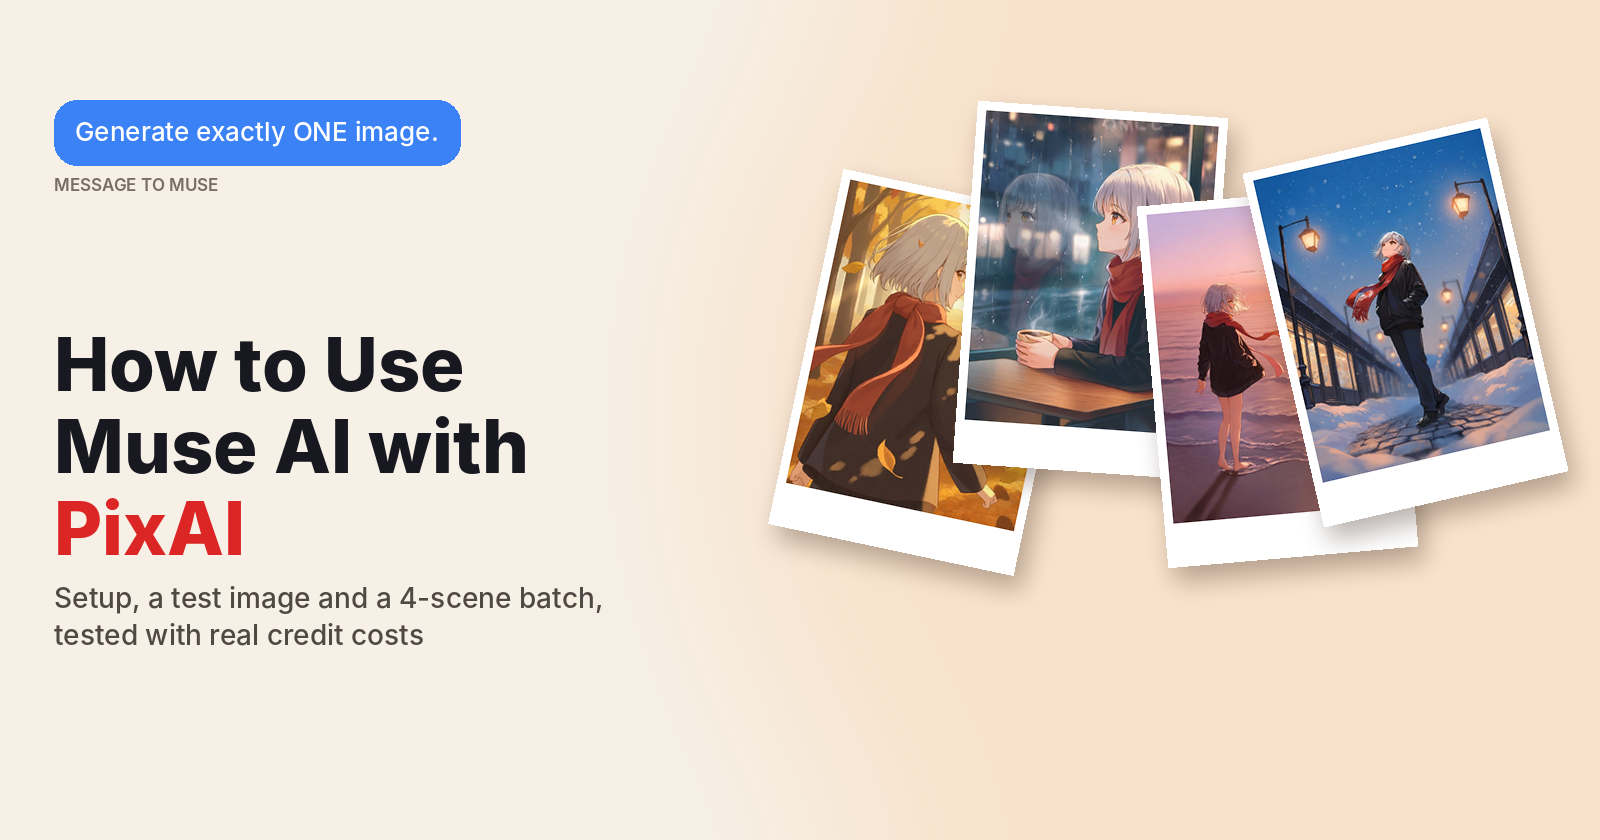 Generate exactly ONE image.
MESSAGE TO MUSE
How to Use
Muse AI with
PixAI
Setup, a test image and a 4-scene batch,
tested with real credit costs